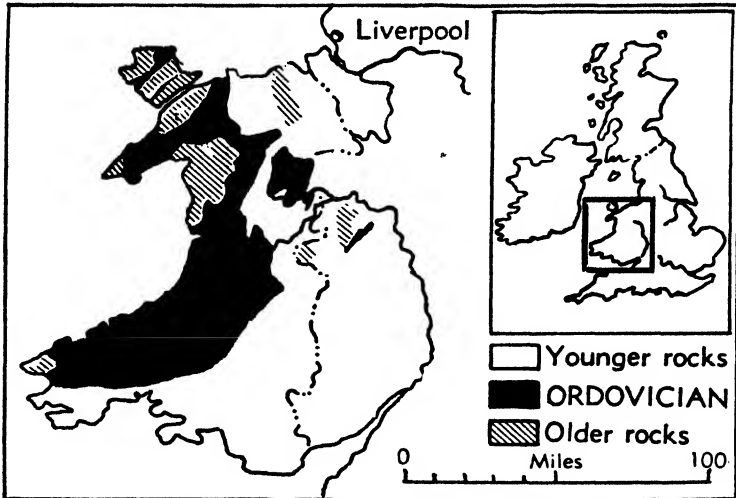 Liverpool
Younger rocks
ORDOVICIAN
Older rocks
0 Miles 100